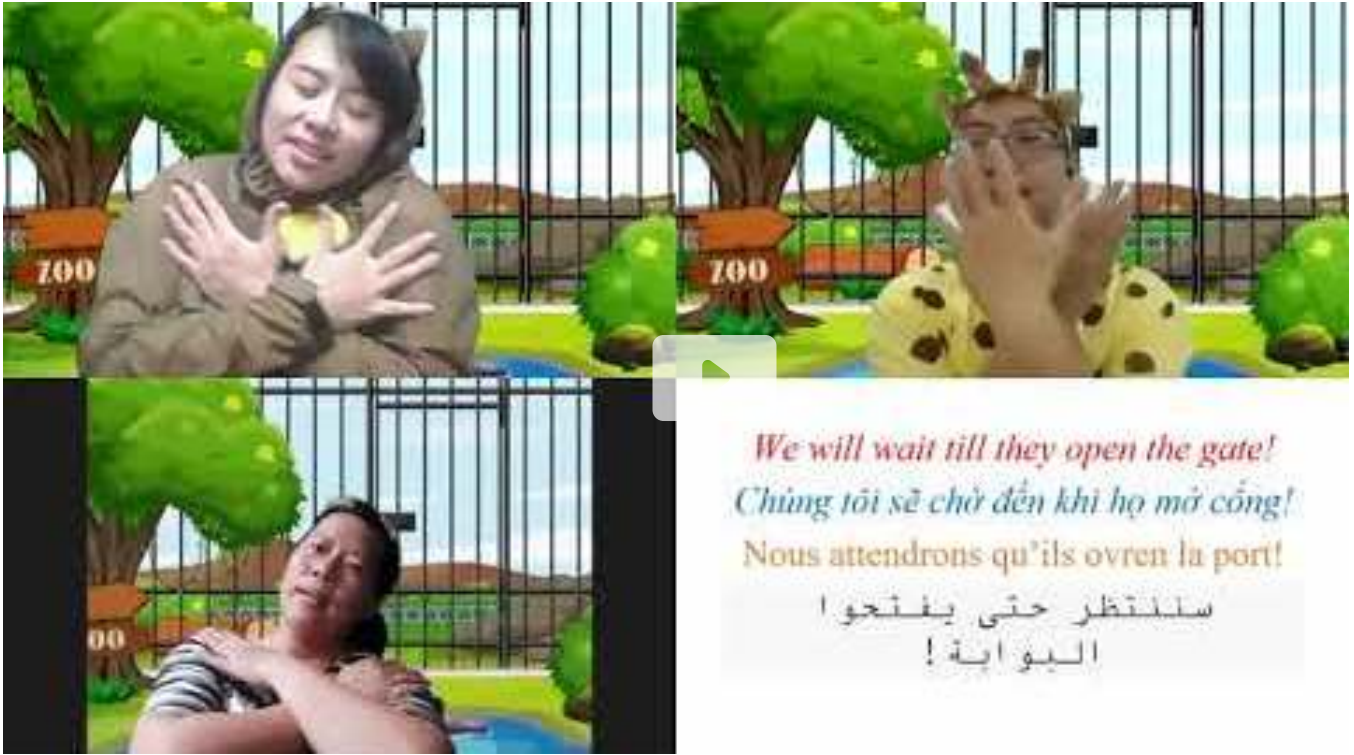 ZOO
ZOO
OO
We will wait till they open the gate!
Chúng tôi sẽ chờ đến khi họ mở cổng!
Nous attendrons qu'ils ovren la port!
سننتظر حتى يفتحوا
البوابة!